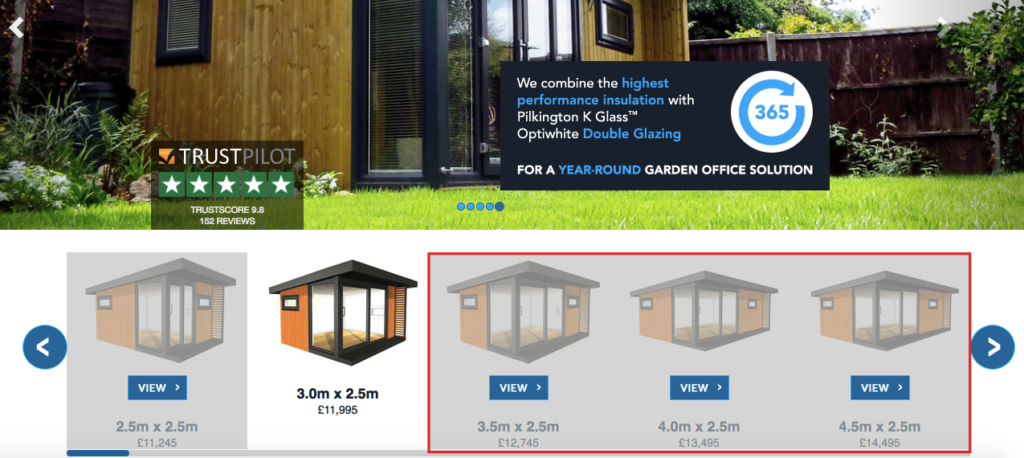 We combine the highest
performance insulation with
Pilkington K Glass™
Optiwhite Double Glazing
365
FOR A YEAR-ROUND GARDEN OFFICE SOLUTION
TRUSTPILOT
TRUSTSCORE 9.8
152 REVIEWS
VIEW
2.5m x 2.5m
£11,245
3.0m x 2.5m
£11,995
VIEW
3.5m x 2.5m
£12,745
VIEW
4.0m x 2.5m
£13,495
VIEW
4.5m x 2.5m
£14,495